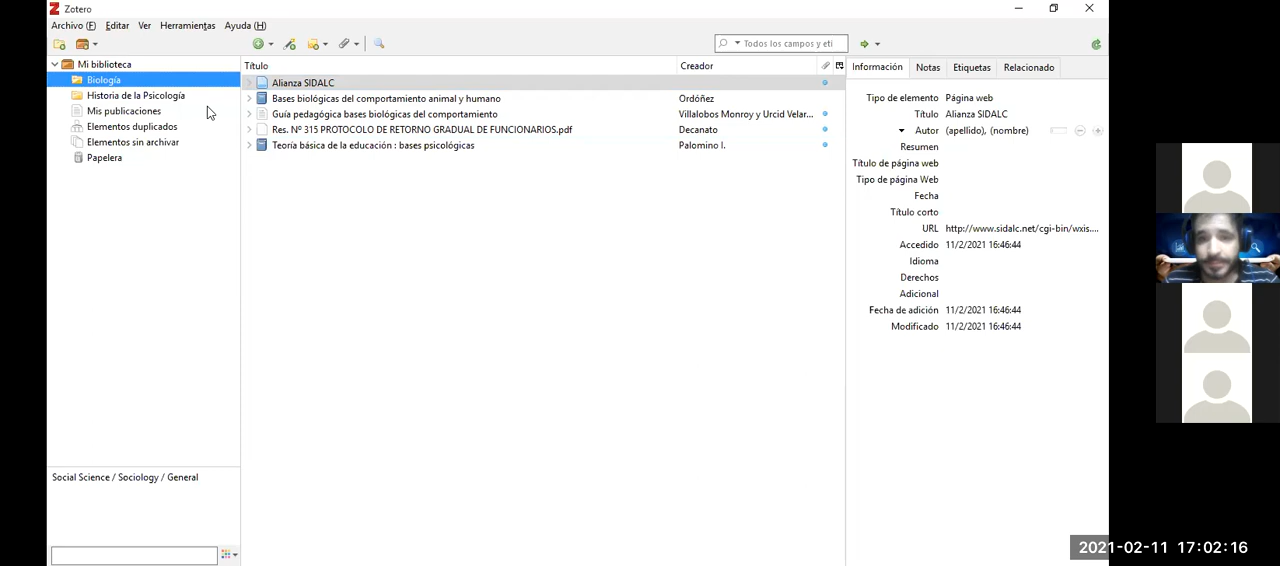 Zotero
Archivo (F) Editar Ver Herramientas Ayuda (H)
Todos los campos y eti
Mi biblioteca
Biología
Historia de la Psicología
Mis publicaciones
Elementos duplicados
Elementos sin archivar
Papelera
Social Science / Sociology / General
Título Creador
Alianza SIDALC
Bases biológicas del comportamiento animal y humano Ordóñez
Guía pedagógica bases biológicas del comportamiento Villalobos Monroy y Urcid Velar...
Res. Nº 315 PROTOCOLO DE RETORNO GRADUAL DE FUNCIONARIOS.pdf Decanato
Teoría básica de la educación : bases psicológicas Palomino I.
Información Notas Etiquetas Relacionado
Tipo de elemento Página web
Título Alianza SIDALC
Autor (apellido), (nombre)
Resumen
Título de página web
Tipo de página Web
Fecha
Título corto
URL http://www.sidalc.net/cgi-bin/wxis....
Accedido 11/2/2021 16:46:44
Idioma
Derechos
Adicional
Fecha de adición 11/2/2021 16:46:44
Modificado 11/2/2021 16:46:44
2021-02-11 17:02:16